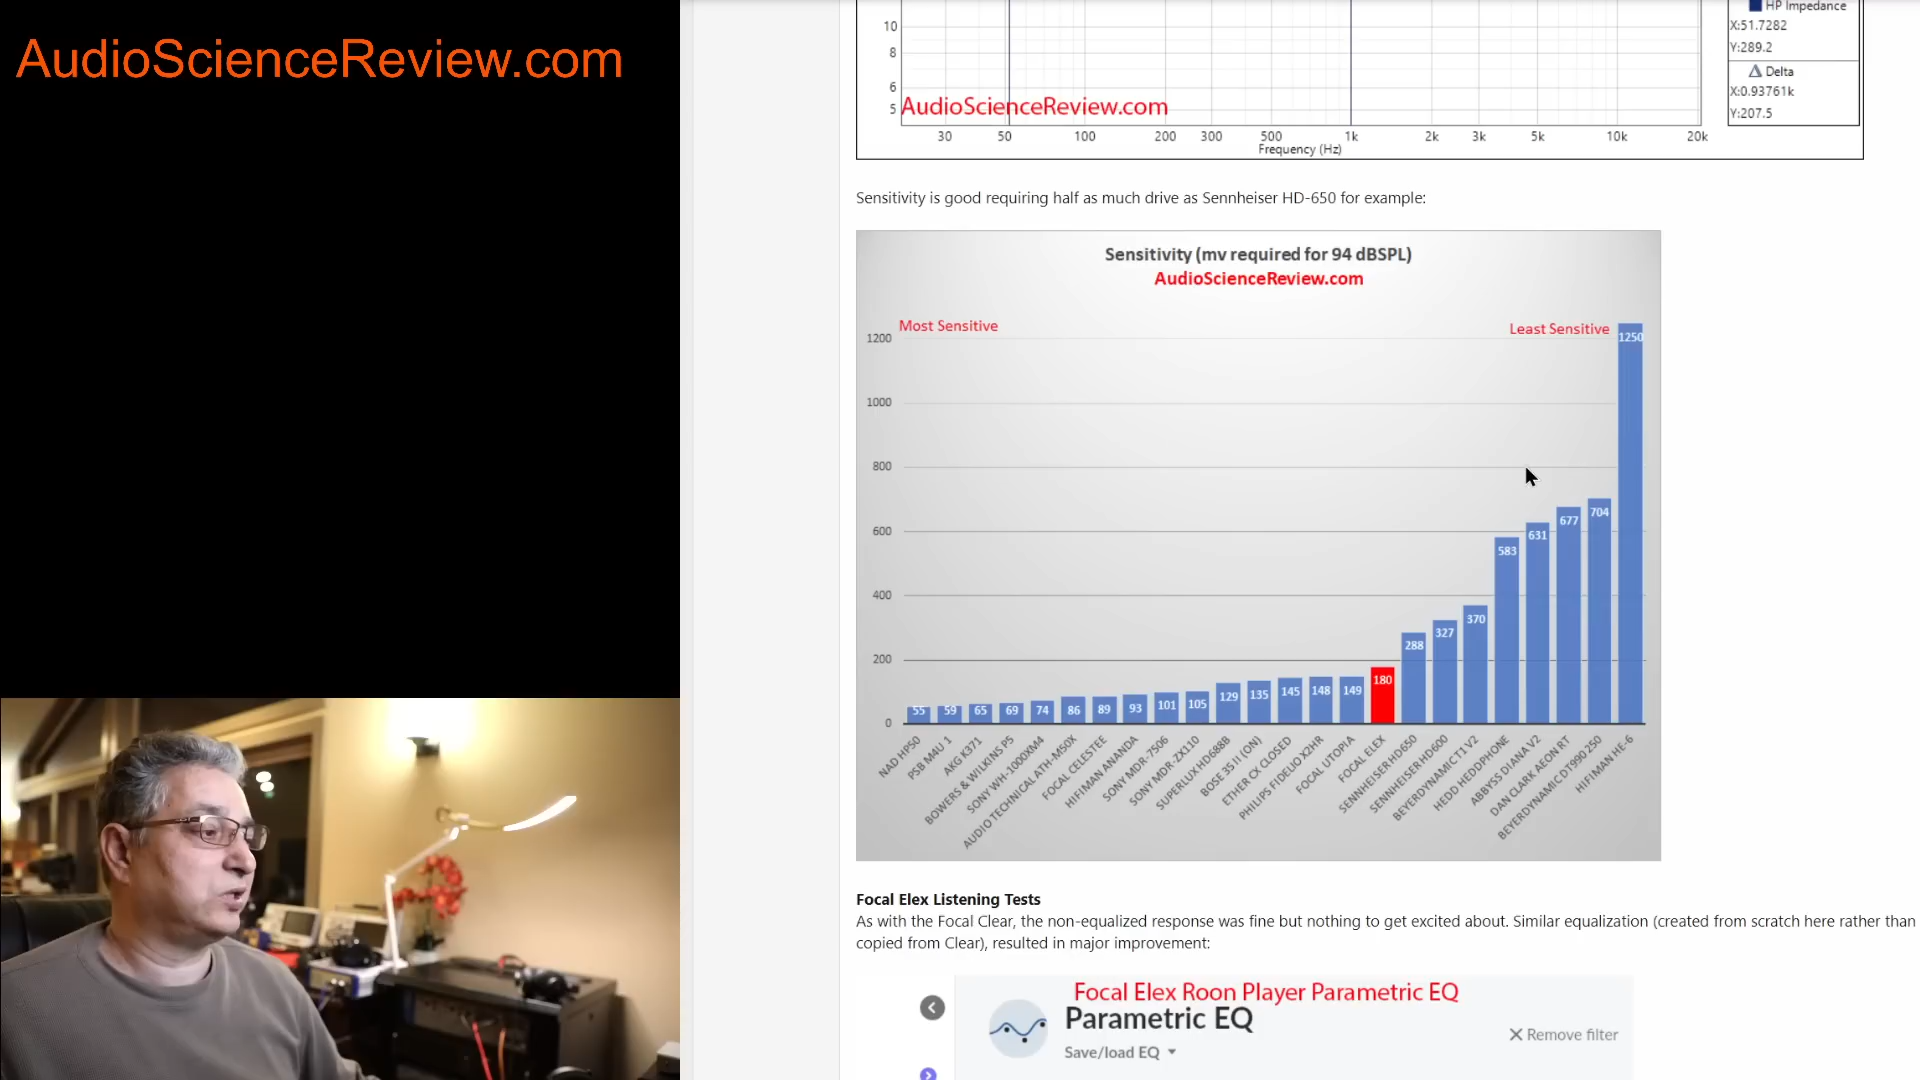 AudioScienceReview.com
HP Impedance
X:51.7282
Y:289.2
Delta
X:0.93761k
Y:207.5
10
8
6
5
AudioScienceReview.com
30 50 100 200 300 500 1k 2k 3k 5k 10k 20k
Frequency (Hz)
Sensitivity is good requiring half as much drive as Sennheiser HD-650 for example:
Sensitivity (mv required for 94 dBSPL)
AudioScienceReview.com
Most Sensitive
Least Sensitive
1200
1000
800
600
400
200
0
55 59 65 69 74 86 89 93 101 105 129 135 145 148 149 180 288 327 370 583 631 677 704 1250
NAD HP50
PSB M4U 1
AKG K371
BOWERS & WILKINS P5
SONY WH-1000XM4
AUDIO TECHNICAL ATH-M50X
FOCAL CELESTEE
HIFIMAN ANANDA
SONY MDR-7506
SONY MDR-ZX110
SUPERLUX HD688B
BOSE 35 II (ON)
ETHER CX CLOSED
PHILIPS FIDELIO X2HR
FOCAL UTOPIA
FOCAL ELEX
SENNHEISER HD650
SENNHEISER HD600
BEYERDYNAMIC T1 V2
HEDD HEDDPHONE
ABBYSS DIANA V2
DAN CLARK AEON RT
BEYERDYNAMIC DT990 250
HIFIMAN HE-6
Focal Elex Listening Tests
As with the Focal Clear, the non-equalized response was fine but nothing to get excited about. Similar equalization (created from scratch here rather than
copied from Clear), resulted in major improvement:
Focal Elex Roon Player Parametric EQ
Parametric EQ
Save/load EQ
Remove filter